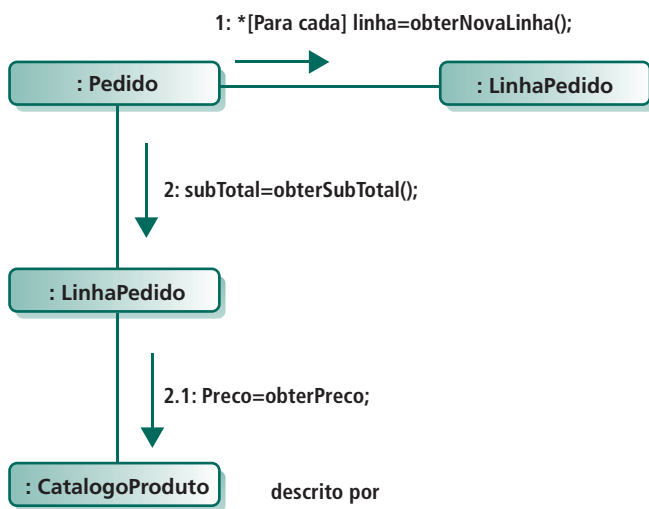 1: *[Para cada] linha=obterNovaLinha();
: Pedido
: LinhaPedido
2: subTotal=obterSubTotal();
: LinhaPedido
2.1: Preco=obterPreco;
: CatalogoProduto
descrito por